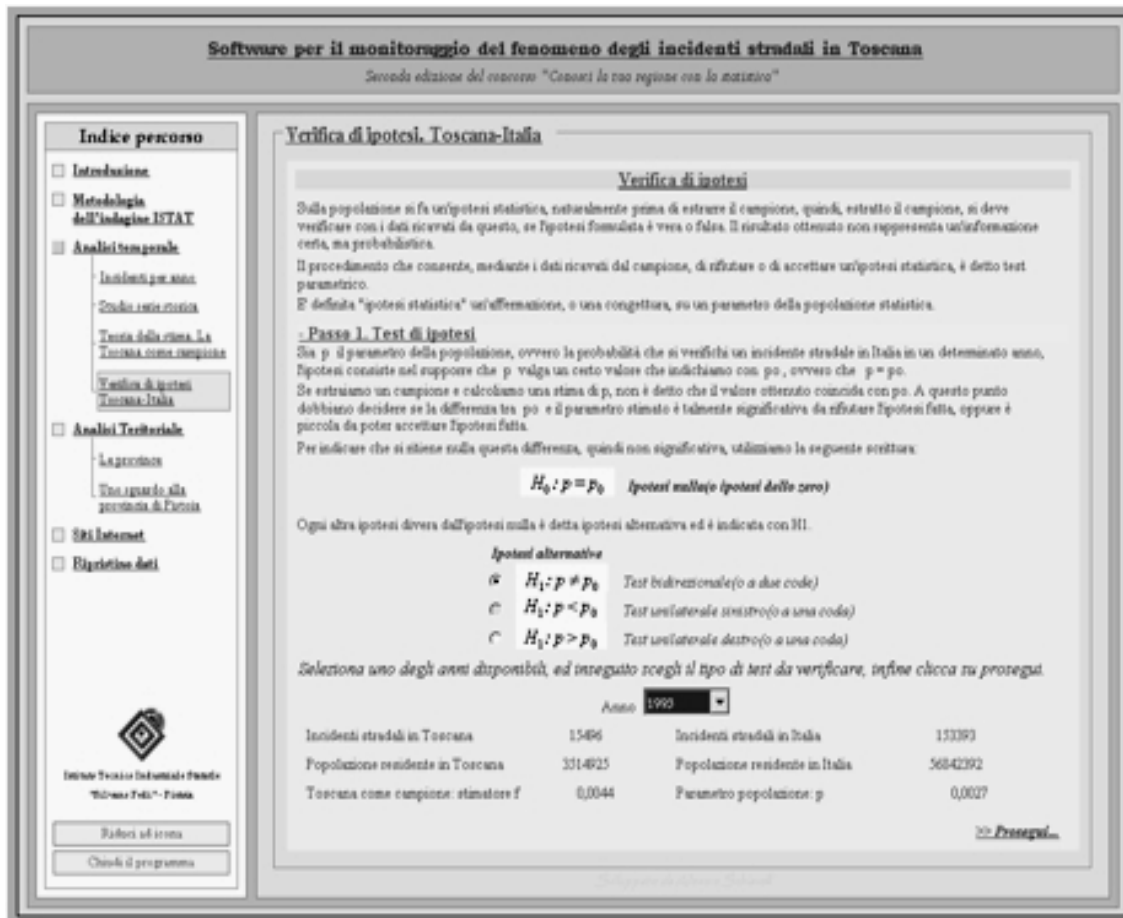 Software per il monitoraggio del fenomeno degli incidenti stradali in Toscana
Seconda edizione del concorso "Conosci la tua regione con la statistica"
Indice percorso
Introduzione
Metodologia
dell'indagine ISTAT
Analisi temporale
Incidenti per anno
Studio serie storica
Teoria della stima. La
Toscana come campione
Verifica di ipotesi
Toscana-Italia
Analisi Teritoriale
La province
Uno sguardo alla
provincia di Pistoia
Siti Internet
Ripristino dati
Istituto Tecnico Industriale Statale
"Silvano Fedi" - Pistoia
Riduci ad icona
Chiudi il programma
Verifica di ipotesi. Toscana-Italia
Verifica di ipotesi
Sulla popolazione si fa un'ipotesi statistica, naturalmente prima di estrarre il campione, quindi, estratto il campione, si deve
verificare con i dati ricavati da questo, se l'ipotesi formulata è vera o falsa. Il risultato ottenuto non rappresenta un'informazione
certa, ma probabilistica.
Il procedimento che consente, mediante i dati ricavati dal campione, di rifiutare o di accettare un'ipotesi statistica, è detto test
parametrico.
E' definita "ipotesi statistica" un'affermazione, o una congettura, su un parametro della popolazione statistica.
- Passo 1. Test di ipotesi
Sia p il parametro della popolazione, ovvero la probabilità che si verifichi un incidente stradale in Italia in un determinato anno,
l'ipotesi consiste nel supporre che p valga un certo valore che indichiamo con po , ovvero che p = po.
Se estraiamo un campione e calcoliamo una stima di p, non è detto che il valore ottenuto coincida con po. A questo punto
dobbiano decidere se la differenza tra po e il parametro stimato è talmente significativa da rifiutare l'ipotesi fatta, oppure è
piccola da poter accettare l'ipotesi fatta.
Per indicare che si ritiene nulla questa differenza, quindi non significativa, utilizziamo la seguente scrittura:
H₀ : p = p₀ Ipotesi nulla(o ipotesi dello zero)
Ogni altra ipotesi divera dall'ipotesi nulla è detta ipotesi alternativa ed è indicata con H1.
Ipotesi alternative
H₁ : p ≠ p₀ Test bidirezionale(o a due code)
H₁ : p < p₀ Test unilaterale sinistro(o a una coda)
H₁ : p > p₀ Test unilaterale destro(o a una coda)
Seleziona uno degli anni disponibili, ed inseguito scegli il tipo di test da verificare, infine clicca su prosegui.
Anno 1993
Incidenti stradali in Toscana 15496 Incidenti stradali in Italia 153393
Popolazione residente in Toscana 3514925 Popolazione residente in Italia 56842392
Toscana come campione: stimatore f 0,0044 Parametro popolazione: p 0,0027
>> Prosegui...